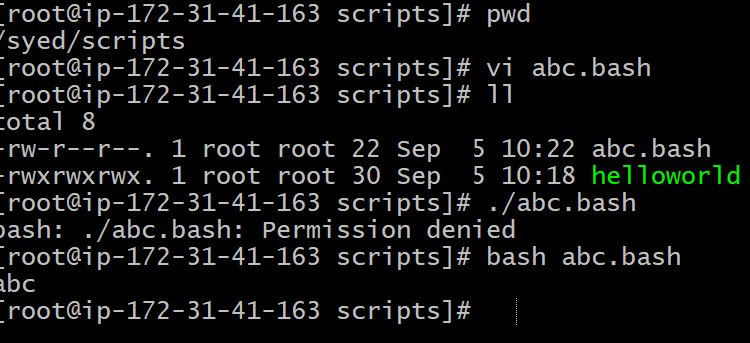 [root@ip-172-31-41-163 scripts]# pwd
/syed/scripts
[root@ip-172-31-41-163 scripts]# vi abc.bash
[root@ip-172-31-41-163 scripts]# ll
total 8
-rw-r--r--. 1 root root 22 Sep  5 10:22 abc.bash
-rwxrwxrwx. 1 root root 30 Sep  5 10:18 helloworld
[root@ip-172-31-41-163 scripts]# ./abc.bash
bash: ./abc.bash: Permission denied
[root@ip-172-31-41-163 scripts]# bash abc.bash
abc
[root@ip-172-31-41-163 scripts]#